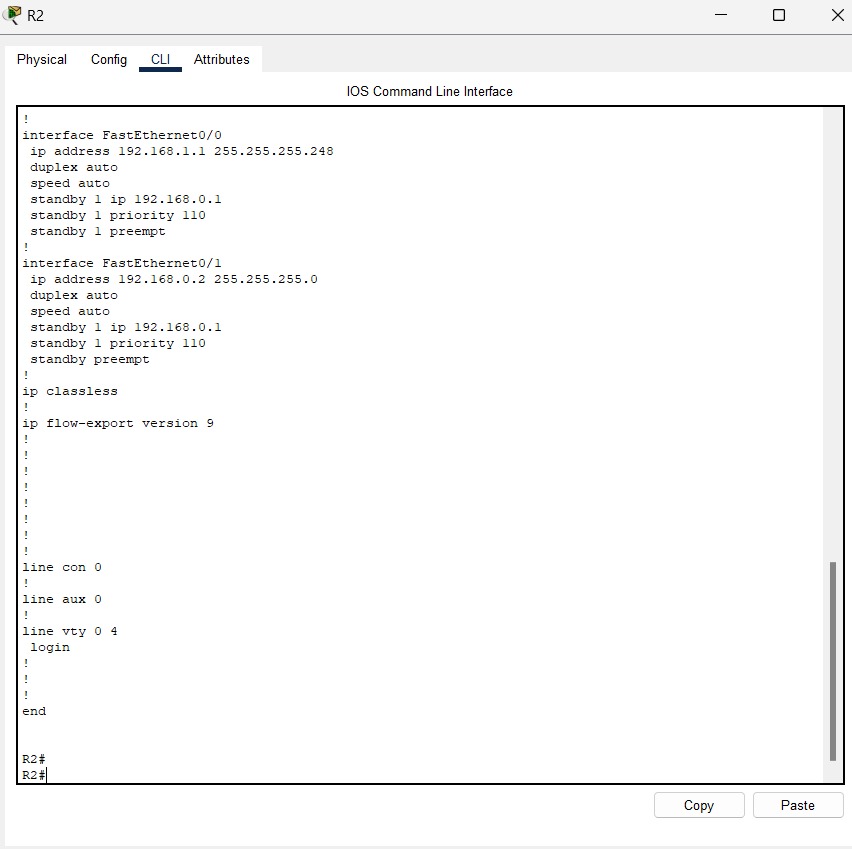 R2
Physical Config CLI Attributes
IOS Command Line Interface
!
interface FastEthernet0/0
 ip address 192.168.1.1 255.255.255.248
 duplex auto
 speed auto
 standby 1 ip 192.168.0.1
 standby 1 priority 110
 standby 1 preempt
!
interface FastEthernet0/1
 ip address 192.168.0.2 255.255.255.0
 duplex auto
 speed auto
 standby 1 ip 192.168.0.1
 standby 1 priority 110
 standby preempt
!
ip classless
!
ip flow-export version 9
!
!
!
!
!
!
!
!
line con 0
!
line aux 0
!
line vty 0 4
 login
!
!
!
end
R2#
R2#
Copy Paste